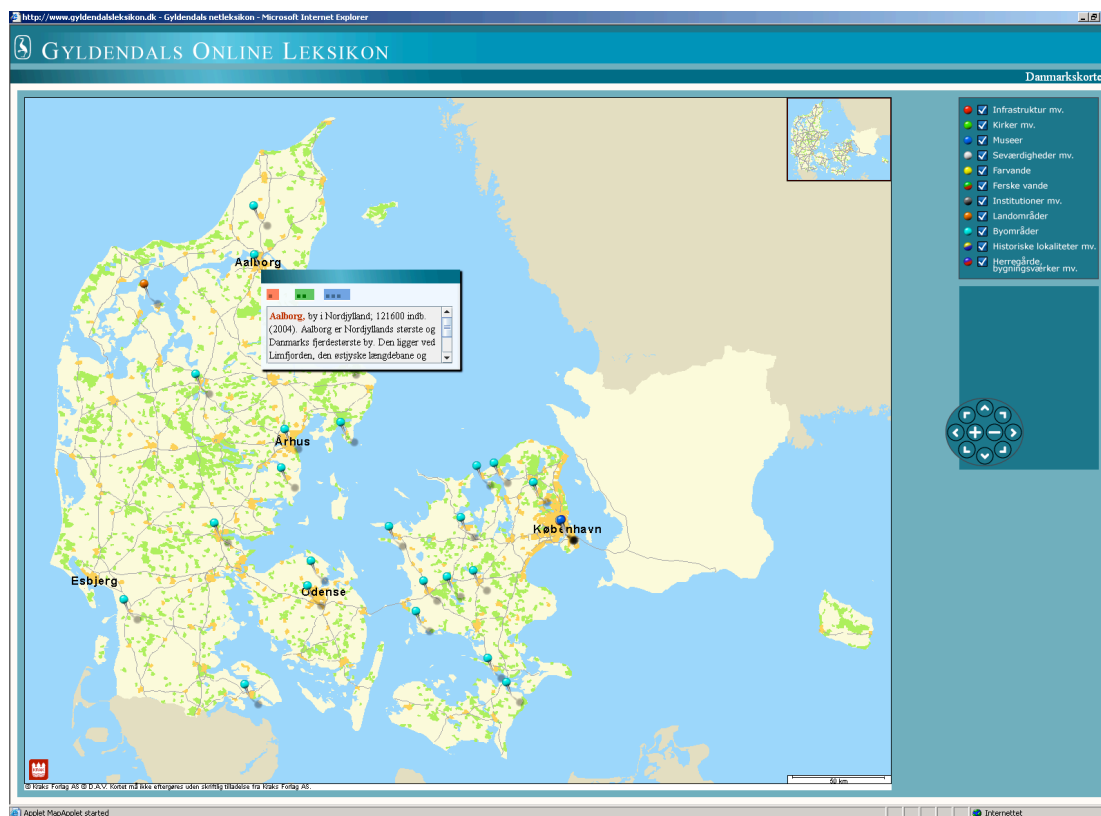 http://www.gyldendalsleksikon.dk - Gyldendals netleksikon - Microsoft Internet Explorer
GYLDENDALS ONLINE LEKSIKON
Danmarkskorte
Infrastruktur mv.
Kirker mv.
Museer
Seværdigheder mv.
Farvande
Ferske vande
Institutioner mv.
Landområder
Byområder
Historiske lokaliteter mv.
Herregårde,
bygningsværker mv.
Aalborg
Aalborg, by i Nordjylland; 121600 indb.
(2004). Aalborg er Nordjyllands største og
Danmarks fjerdestørste by. Den ligger ved
Limfjorden, den østjyske længdebane og
Århus
København
Esbjerg
Odense
50 km
© Kraks Forlag AS © D.A.V. Kortet må ikke eftergøres uden skriftlig tilladelse fra Kraks Forlag AS.
Applet MapApplet started
Internettet